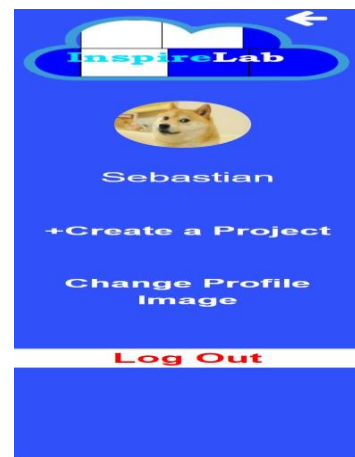 InspireLab
Sebastian
+Create a Project
Change Profile
Image
Log Out